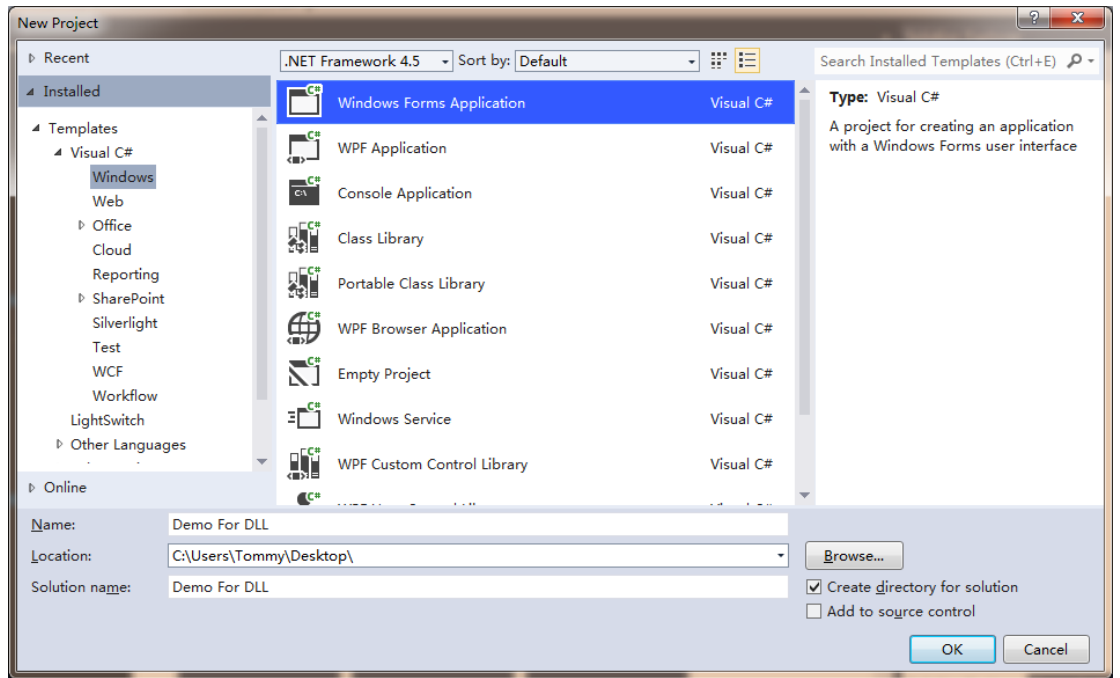 New Project
Recent
.NET Framework 4.5 Sort by: Default
Search Installed Templates (Ctrl+E)
Installed
Templates
Visual C#
Windows
Web
Office
Cloud
Reporting
SharePoint
Silverlight
Test
WCF
Workflow
LightSwitch
Other Languages
Online
C# Windows Forms Application Visual C#
C# WPF Application Visual C#
C# C:\ Console Application Visual C#
C# Class Library Visual C#
C# Portable Class Library Visual C#
C# WPF Browser Application Visual C#
C# Empty Project Visual C#
C# Windows Service Visual C#
C# WPF Custom Control Library Visual C#
C#
Type: Visual C#
A project for creating an application
with a Windows Forms user interface
Name: Demo For DLL
Location: C:\Users\Tommy\Desktop\
Browse...
Solution name: Demo For DLL
Create directory for solution
Add to source control
OK Cancel